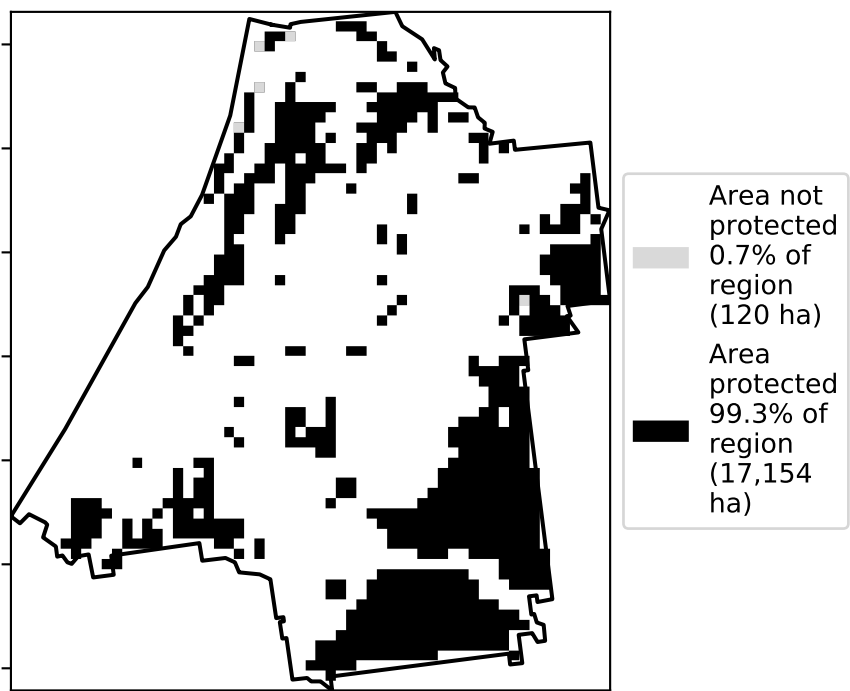 Area not
protected
0.7% of
region
(120 ha)
Area
protected
99.3% of
region
(17,154
ha)